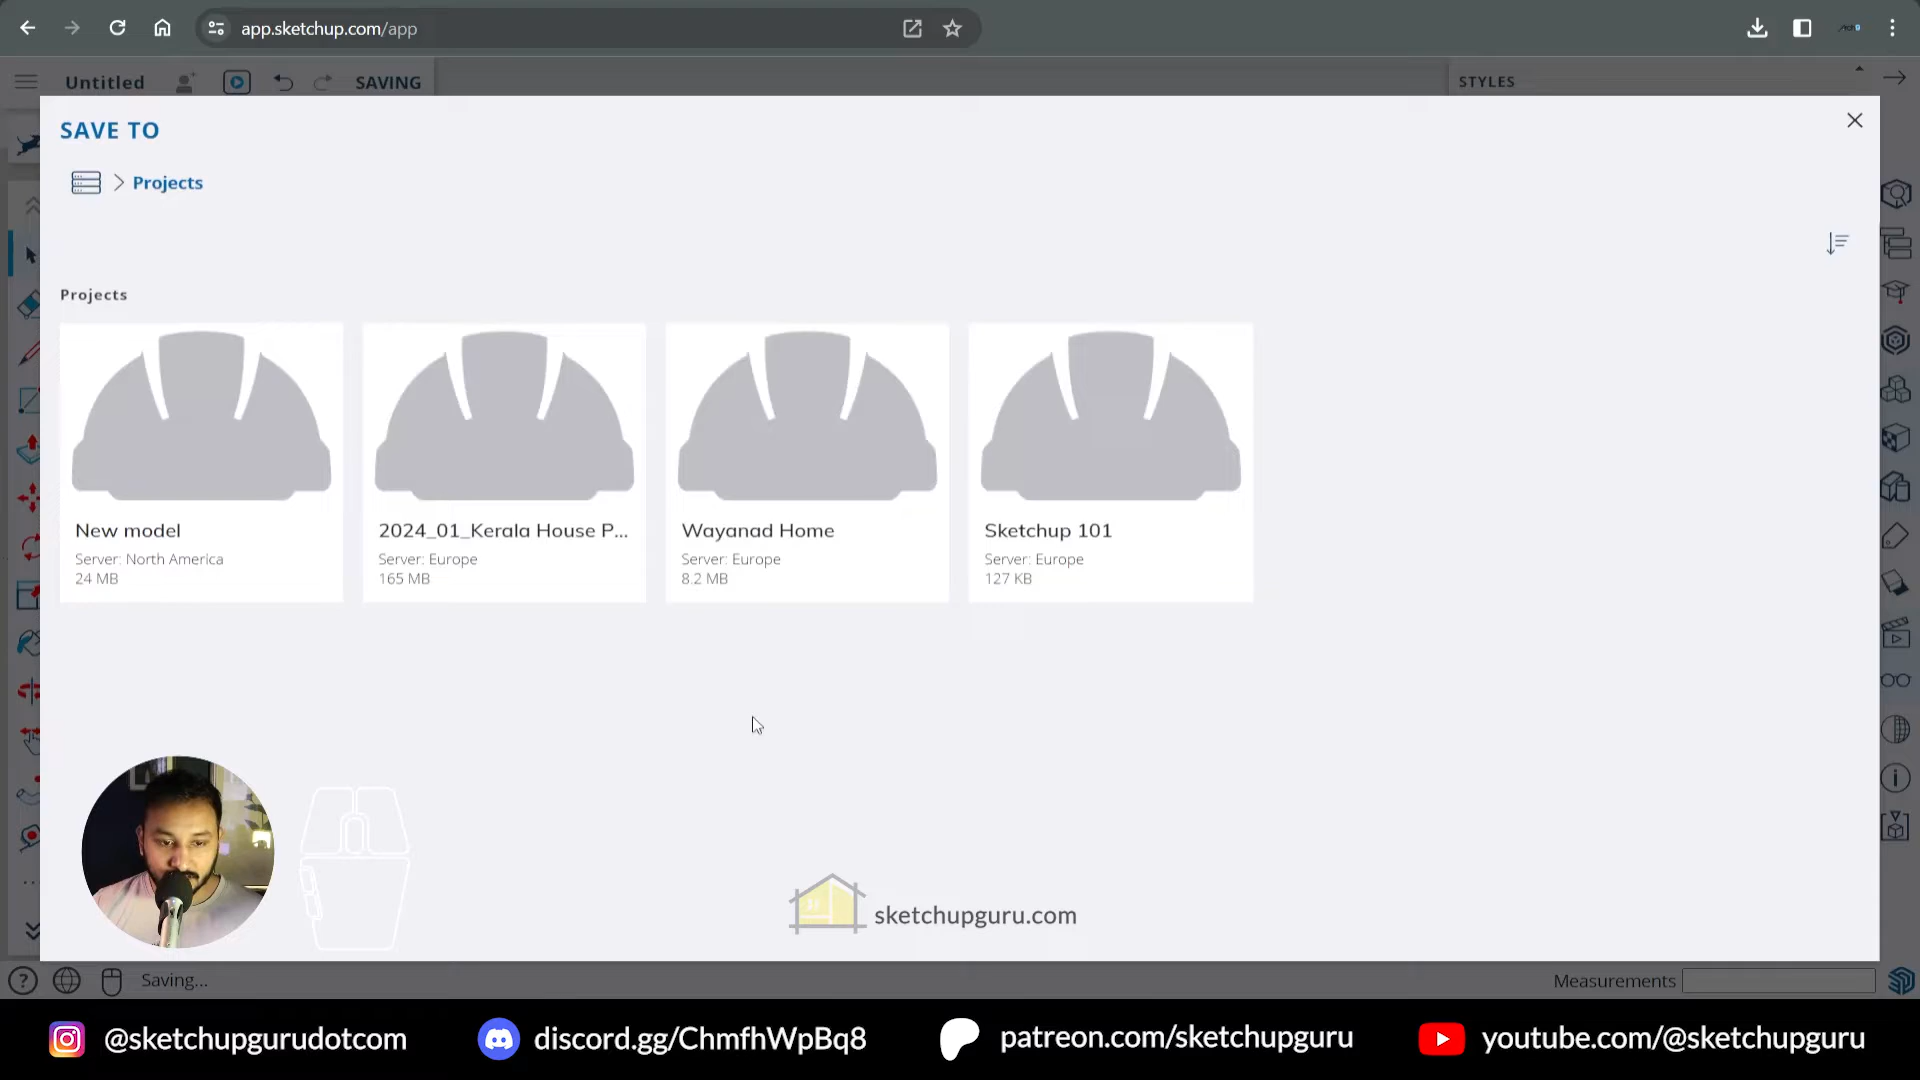 app.sketchup.com/app
Untitled
SAVING
STYLES
SAVE TO
Projects
Projects
New model
Server: North America
24 MB
2024_01_Kerala House P...
Server: Europe
165 MB
Wayanad Home
Server: Europe
8.2 MB
Sketchup 101
Server: Europe
127 KB
sketchupguru.com
Saving...
Measurements
@sketchupgurudotcom
discord.gg/ChmfhWpBq8
patreon.com/sketchupguru
youtube.com/@sketchupguru